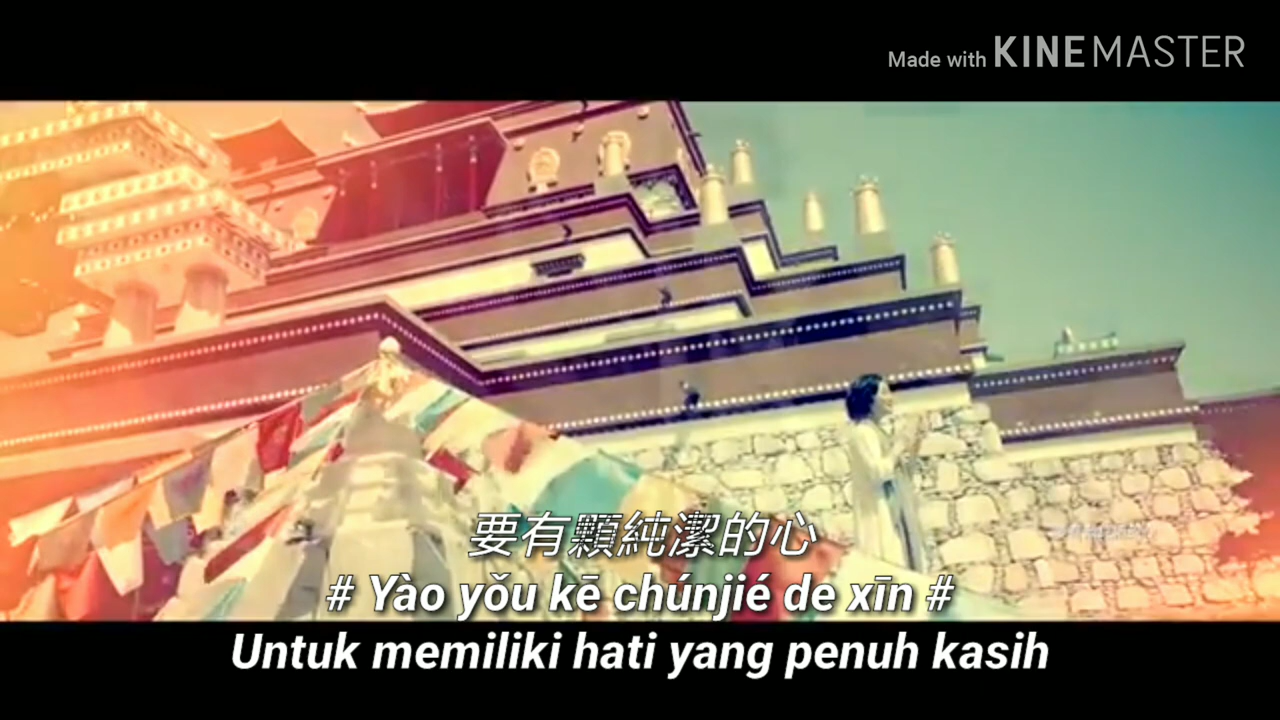 Made with KINEMASTER
要有顆純潔的心
# Yào yǒu kē chúnjié de xīn #
Untuk memiliki hati yang penuh kasih